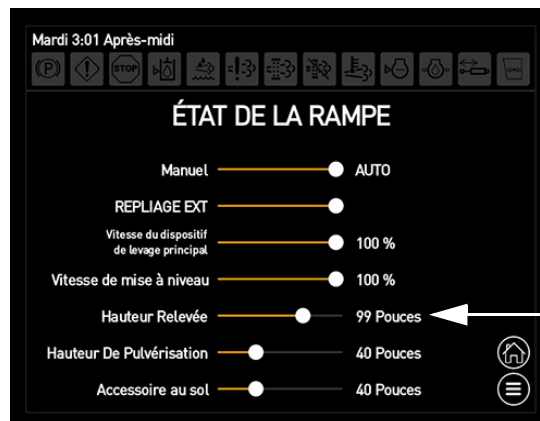 Mardi 3:01 Après-midi
STOP
ÉTAT DE LA RAMPE
Manuel AUTO
REPLIAGE EXT
Vitesse du dispositif
de levage principal 100 %
Vitesse de mise à niveau 100 %
Hauteur Relevée 99 Pouces
Hauteur De Pulvérisation 40 Pouces
Accessoire au sol 40 Pouces